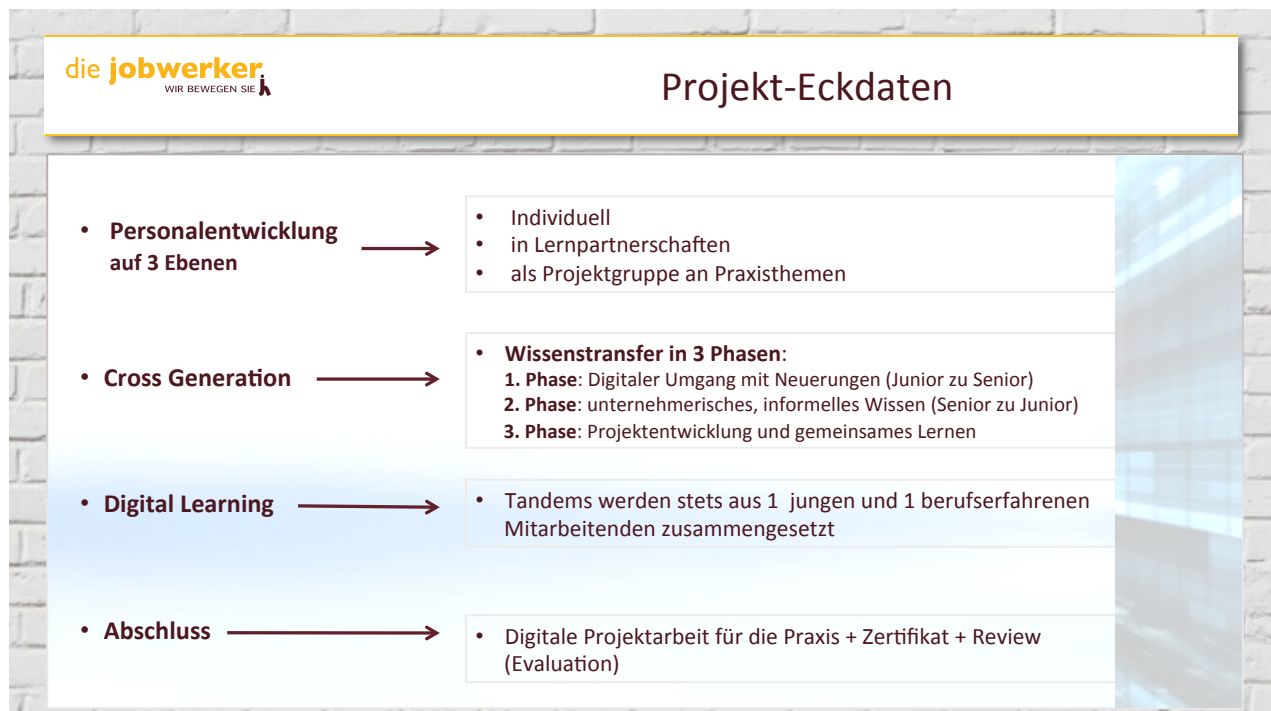 die jobwerker
WIR BEWEGEN SIE
Projekt-Eckdaten
• Personalentwicklung
auf 3 Ebenen
• Individuell
• in Lernpartnerschaften
• als Projektgruppe an Praxisthemen
• Cross Generation
• Wissenstransfer in 3 Phasen:
1. Phase: Digitaler Umgang mit Neuerungen (Junior zu Senior)
2. Phase: unternehmerisches, informelles Wissen (Senior zu Junior)
3. Phase: Projektentwicklung und gemeinsames Lernen
• Digital Learning
• Tandems werden stets aus 1 jungen und 1 berufserfahrenen
Mitarbeitenden zusammengesetzt
• Abschluss
• Digitale Projektarbeit für die Praxis + Zertifikat + Review
(Evaluation)